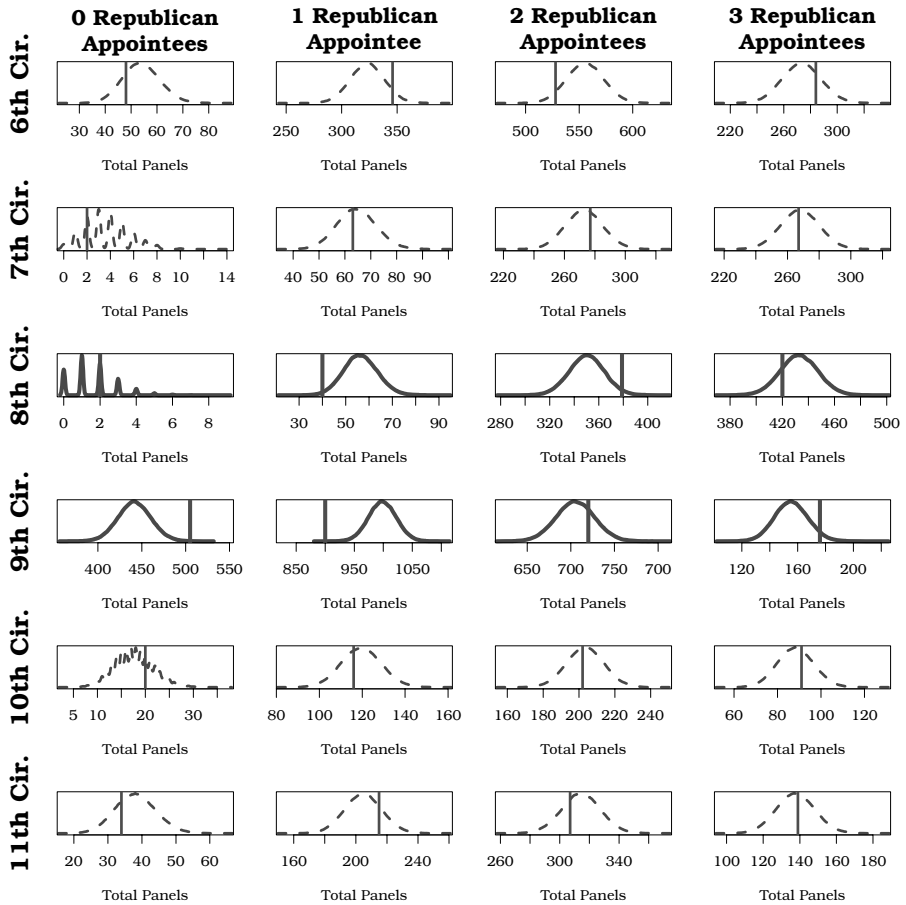 0 Republican 1 Republican 2 Republican 3 Republican
Appointees Appointee Appointees Appointees
6th Cir.
30 40 50 60 70 80 250 300 350 500 550 600 220 260 300
Total Panels Total Panels Total Panels Total Panels
7th Cir.
0 2 4 6 8 10 14 40 50 60 70 80 90 220 260 300 220 260 300
Total Panels Total Panels Total Panels Total Panels
8th Cir.
0 2 4 6 8 30 50 70 90 280 320 360 400 380 420 460 500
Total Panels Total Panels Total Panels Total Panels
9th Cir.
400 450 500 550 850 950 1050 650 700 700 700 120 160 200
Total Panels Total Panels Total Panels Total Panels
10th Cir.
5 10 20 30 80 100 120 140 160 160 180 200 220 240 60 80 100 120
Total Panels Total Panels Total Panels Total Panels
11th Cir.
20 30 40 50 60 160 200 240 260 300 340 100 120 140 160 180
Total Panels Total Panels Total Panels Total Panels